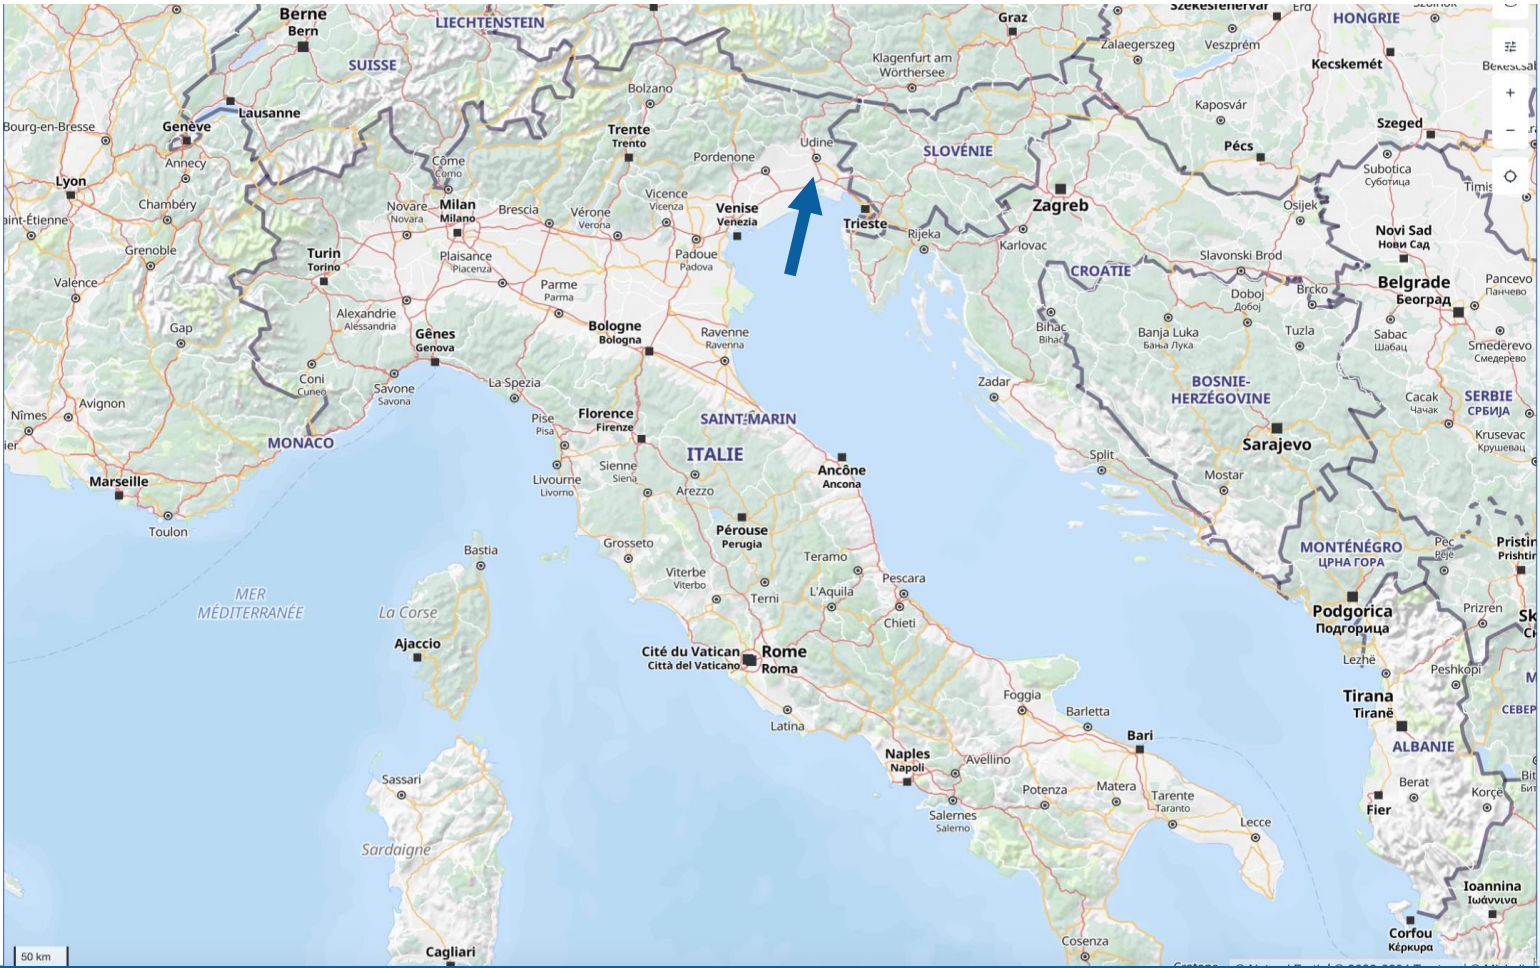 Berne
Bern
LIECHTENSTEIN
Graz
Székesfehérvár
Érd
HONGRIE
SUISSE
Klagenfurt am
Wörthersee
Zalaegerszeg
Veszprém
Kecskemét
Bolzano
Lausanne
Kaposvár
Bourg-en-Bresse
Genève
Annecy
Trente
Trento
Udine
Pordenone
SLOVÉNIE
Pécs
Szeged
Lyon
Côme
Como
Subotica
Суботица
Chambéry
Novare
Novara
Milan
Milano
Brescia
Vérone
Verona
Vicence
Vicenza
Venise
Venezia
Trieste
Zagreb
Osijek
Grenoble
Turin
Torino
Plaisance
Piacenza
Padoue
Padova
Rijeka
Karlovac
Novi Sad
Нови Сад
Valence
Parme
Parma
CROATIE
Slavonski Brod
Brcko
Doboj
Добој
Belgrade
Београд
Pancevo
Панчево
Gap
Alexandrie
Alessandria
Gênes
Genova
Bologne
Bologna
Ravenne
Ravenna
Bihac
Bihać
Banja Luka
Бања Лука
Tuzla
Sabac
Шабац
Smederevo
Смедерево
Coni
Cuneo
Savone
Savona
La Spezia
Zadar
BOSNIE-
HERZÉGOVINE
Cacak
Чачак
SERBIE
СРБИЈА
Nîmes
Avignon
Pise
Pisa
Florence
Firenze
SAINT-MARIN
MONACO
ITALIE
Sarajevo
Krusevac
Крушевац
Marseille
Livourne
Livorno
Sienne
Siena
Arezzo
Ancône
Ancona
Split
Mostar
Toulon
Pérouse
Perugia
Bastia
Grosseto
Teramo
MONTÉNÉGRO
ЦРНА ГОРА
Pec
Pejë
MER
MÉDITERRANÉE
La Corse
Viterbe
Viterbo
Terni
L'Aquila
Pescara
Chieti
Podgorica
Подгорица
Prizren
Ajaccio
Cité du Vatican
Città del Vaticano
Rome
Roma
Lezhë
Peshkopi
Latina
Foggia
Barletta
Tirana
Tiranë
Bari
ALBANIE
Naples
Napoli
Avellino
Sassari
Potenza
Matera
Tarente
Taranto
Berat
Korçë
Fier
Salernes
Salerno
Lecce
Sardaigne
Ioannina
Ιωάννινα
Corfou
Κέρκυρα
Cosenza
Cagliari
50 km